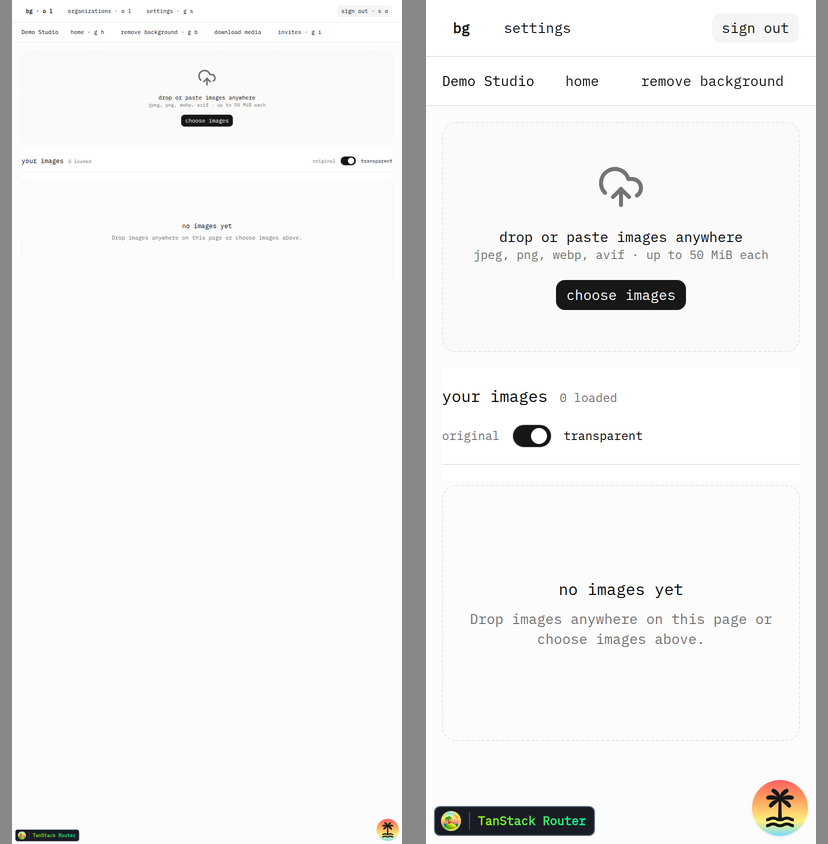 bg · o l organizations · o l settings · g s sign out · s o
Demo Studio home · g h remove background · g b download media invites · g i
drop or paste images anywhere
jpeg, png, webp, avif · up to 50 MiB each
choose images
your images 0 loaded original transparent
no images yet
Drop images anywhere on this page or choose images above.
TanStack Router
bg settings sign out
Demo Studio home remove background
drop or paste images anywhere
jpeg, png, webp, avif · up to 50 MiB each
choose images
your images 0 loaded
original transparent
no images yet
Drop images anywhere on this page or
choose images above.
TanStack Router